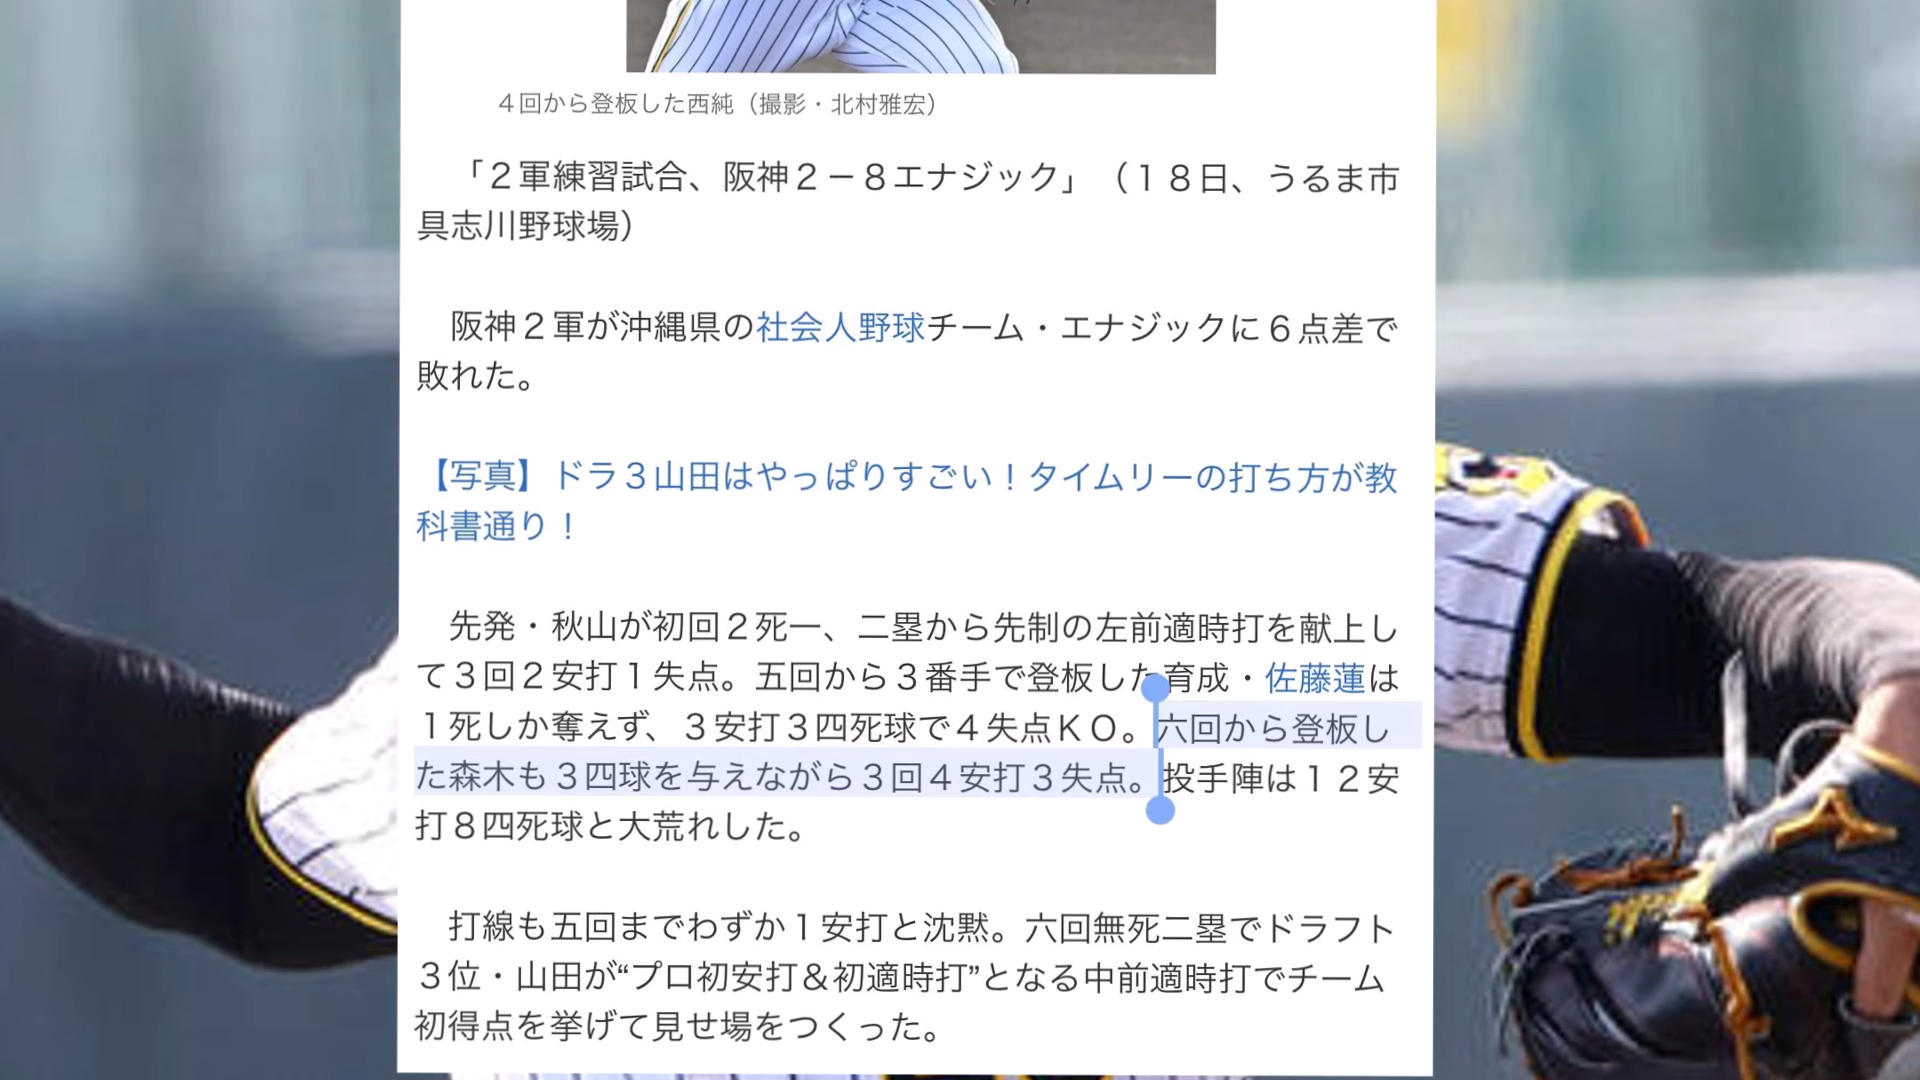 ４回から登板した西純（撮影・北村雅宏）
「２軍練習試合、阪神２－８エナジック」（１８日、うるま市
具志川野球場）
阪神２軍が沖縄県の社会人野球チーム・エナジックに６点差で
敗れた。
【写真】ドラ３山田はやっぱりすごい！タイムリーの打ち方が教
科書通り！
先発・秋山が初回２死一、二塁から先制の左前適時打を献上し
て３回２安打１失点。五回から３番手で登板した育成・佐藤蓮は
１死しか奪えず、３安打３四死球で４失点ＫＯ。六回から登板し
た森木も３四球を与えながら３回４安打３失点。投手陣は１２安
打８四死球と大荒れした。
打線も五回までわずか１安打と沈黙。六回無死二塁でドラフト
３位・山田が“プロ初安打＆初適時打”となる中前適時打でチーム
初得点を挙げて見せ場をつくった。